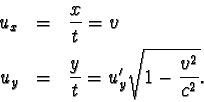 u_x = x/t = v
u_y = y/t = u'_y √(1 − v²/c²).